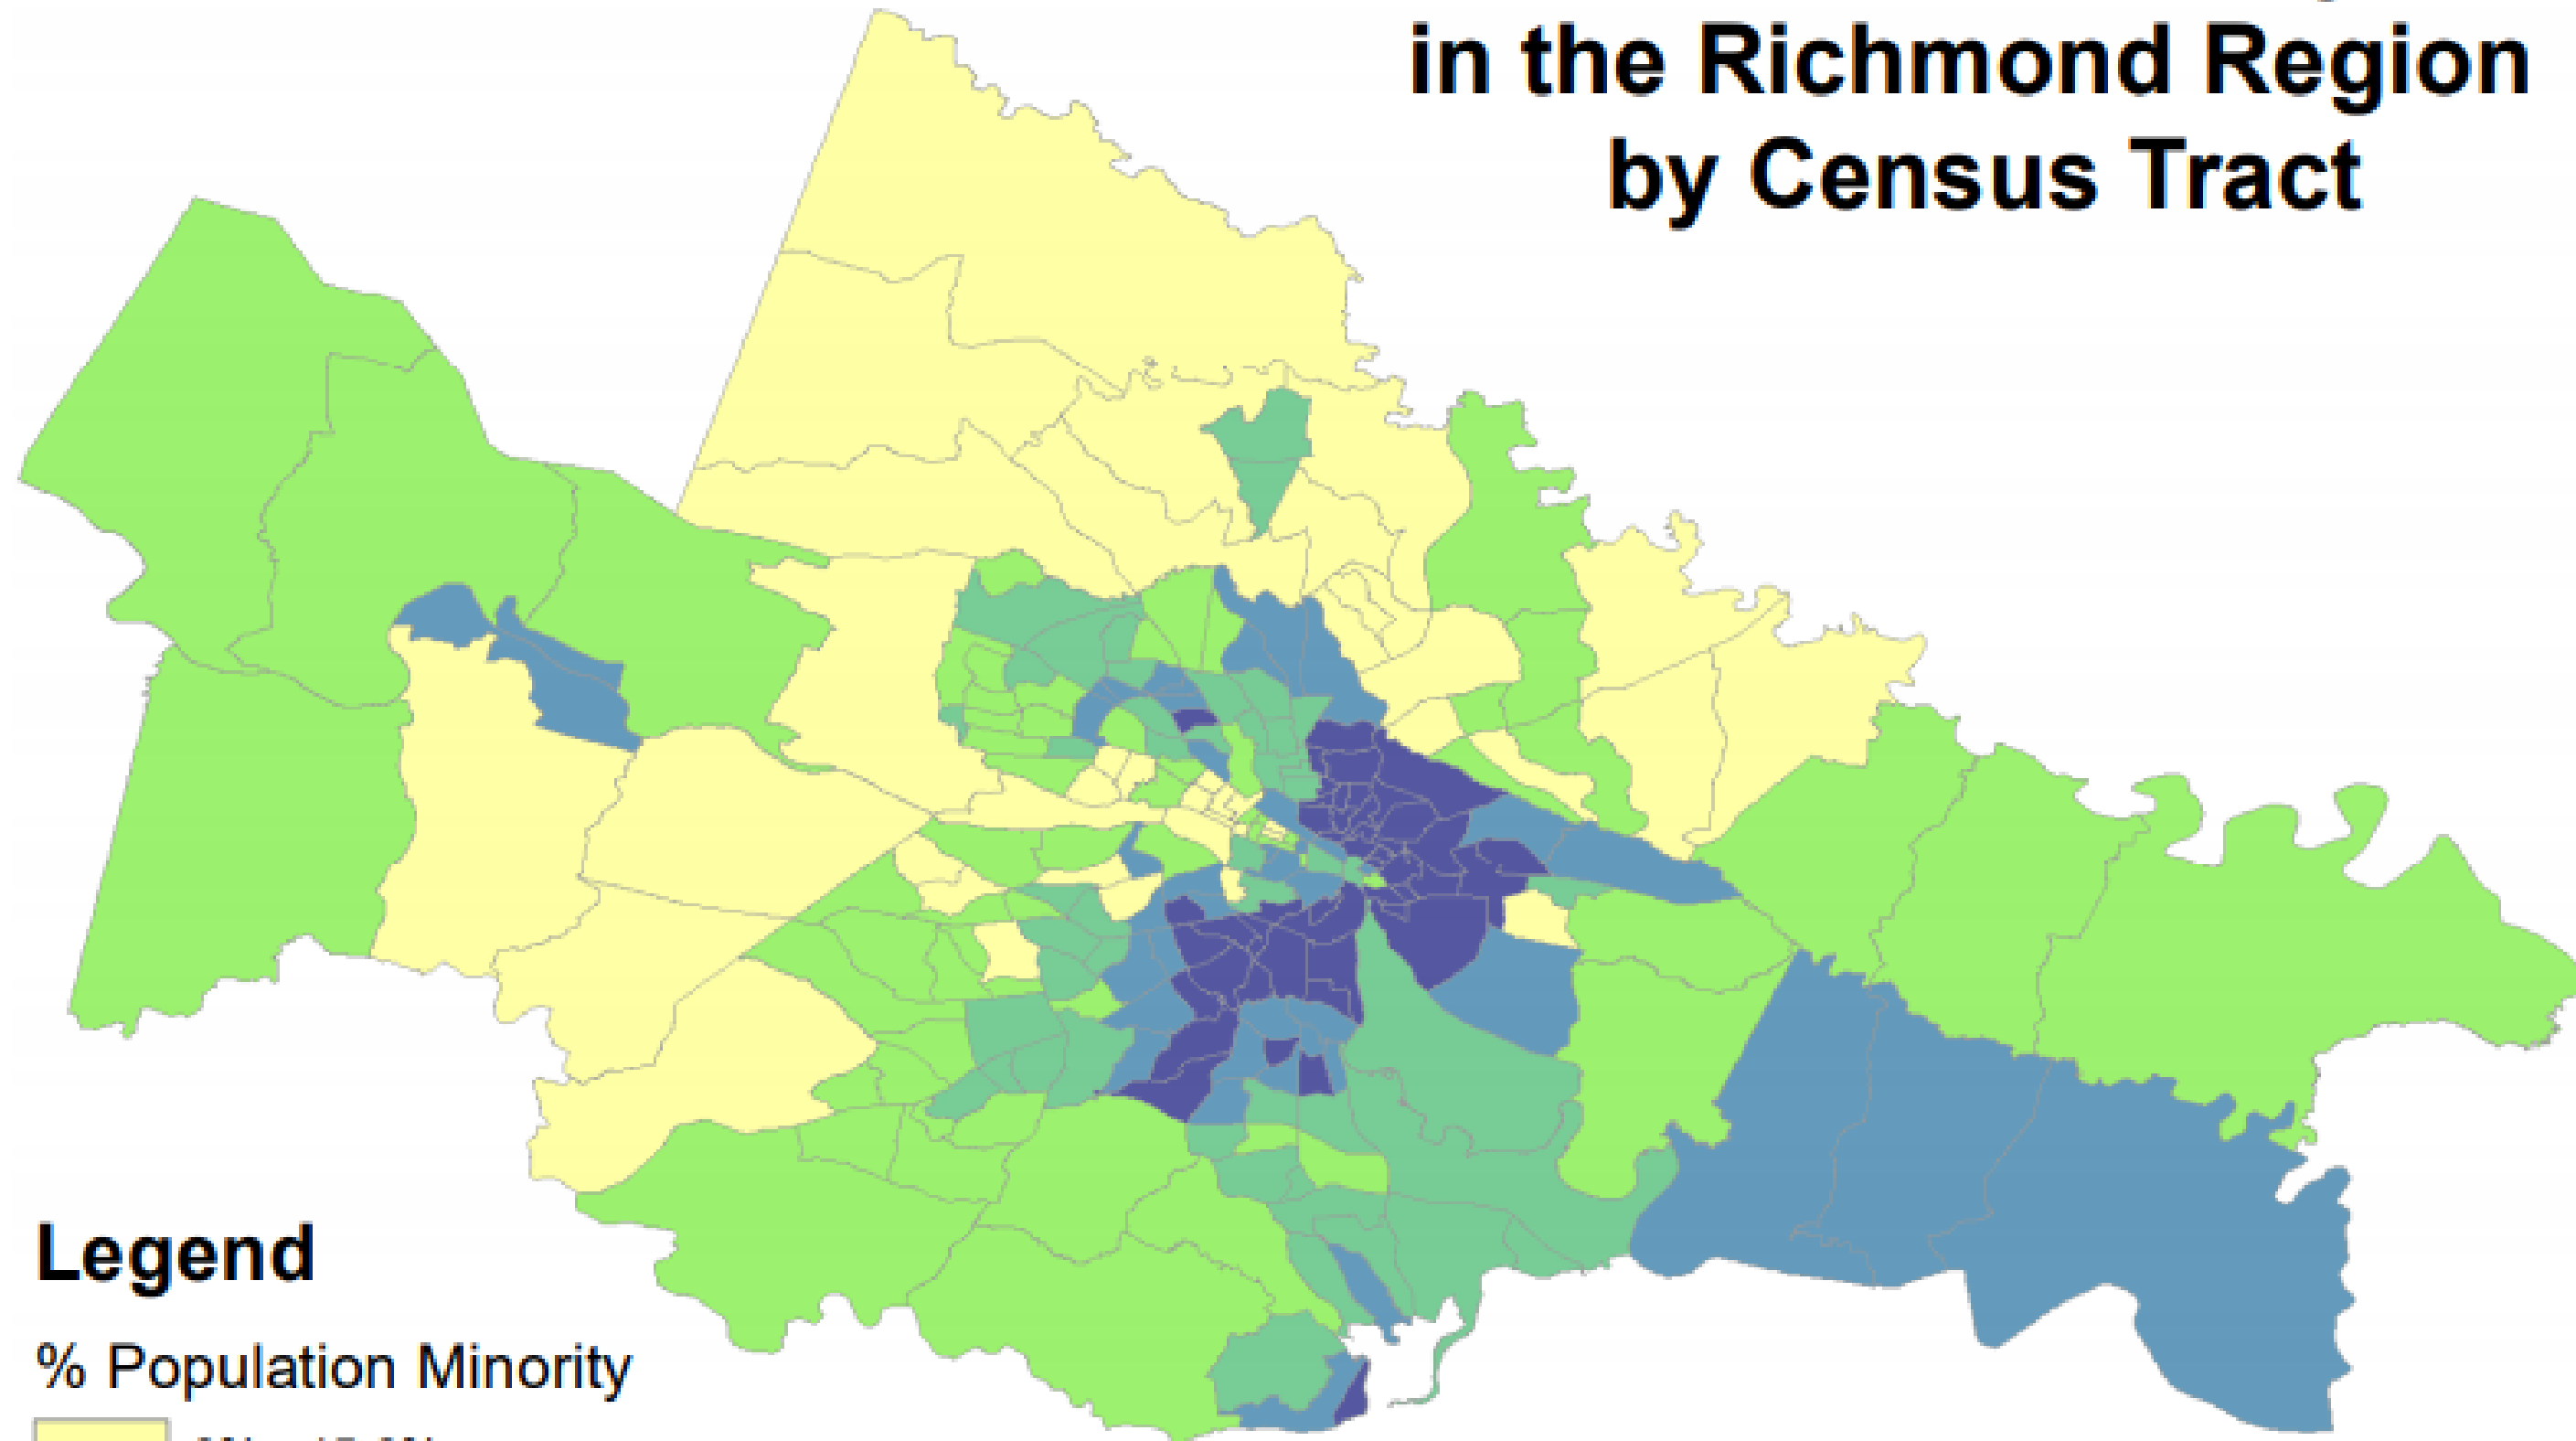 in the Richmond Region
by Census Tract
Legend
% Population Minority